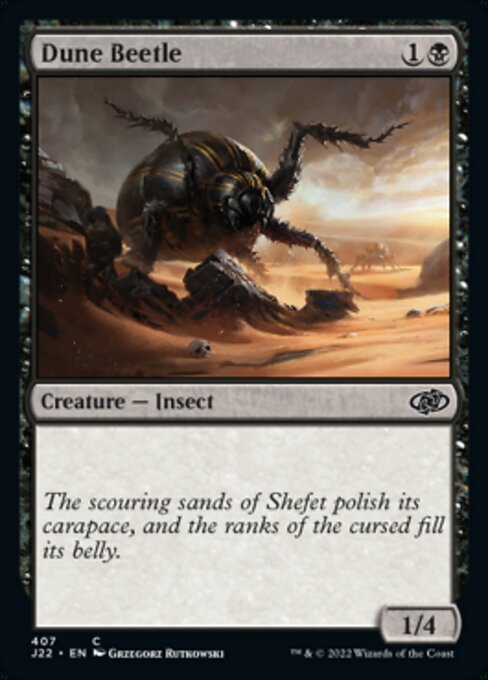 Dune Beetle 1
Creature — Insect
The scouring sands of Shefet polish its
carapace, and the ranks of the cursed fill
its belly.
1/4
407 C
J22 • EN Grzegorz Rutkowski ™ & © 2022 Wizards of the Coast